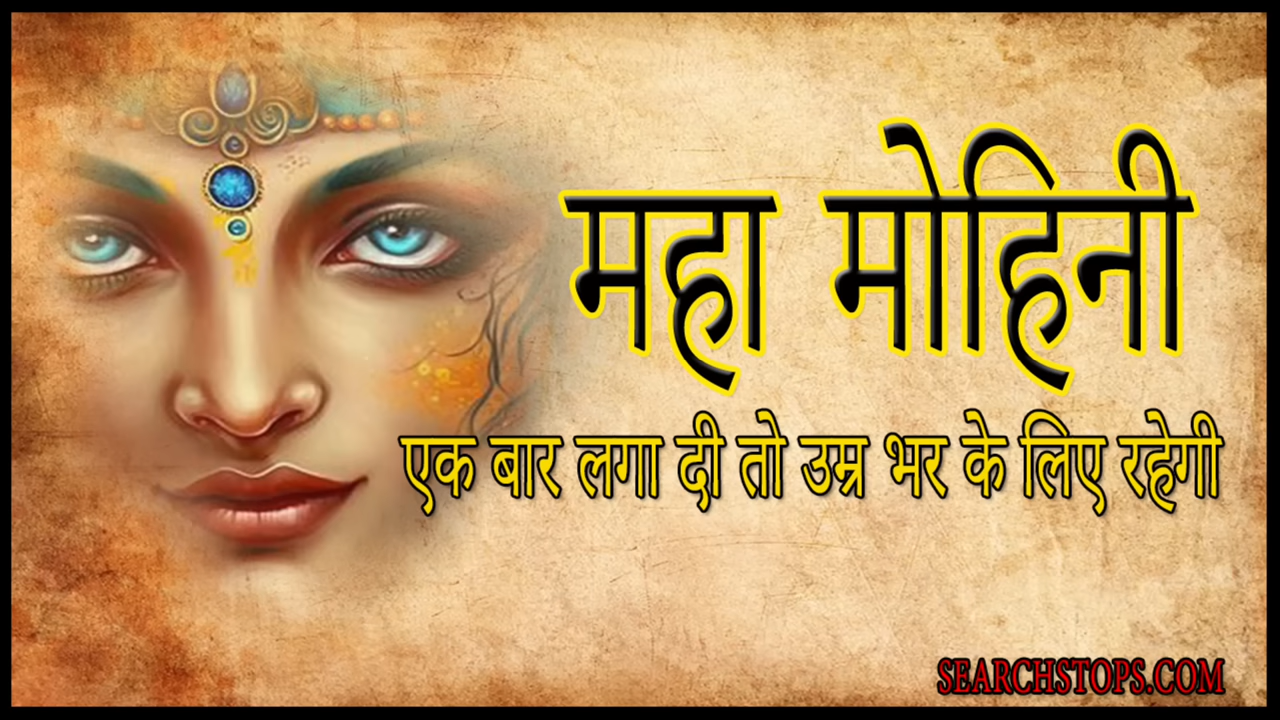 महा मोहिनी
एक बार लगा दी तो उम्र भर के लिए रहेगी
SEARCHSTOPS.COM